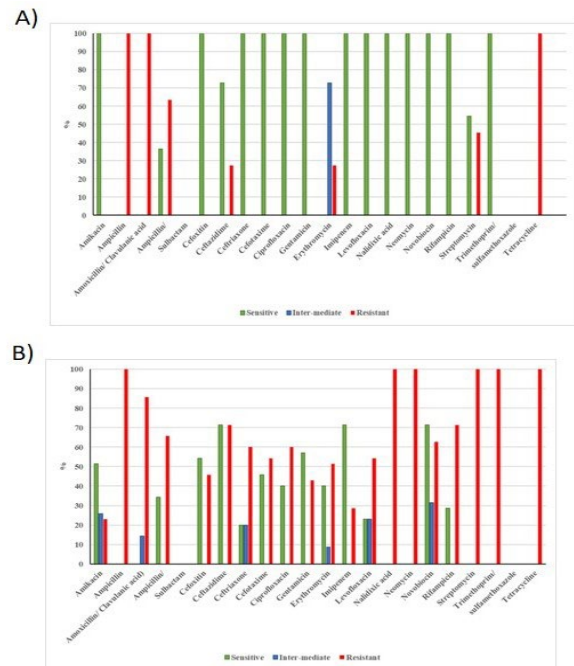 A)
100
90
80
70
60
50
40
30
20
10
0
%
Amikacin
Ampicillin
Amoxicillin/ Clavulanic acid
Ampicillin/
Sulbactam
Cefoxitin
Ceftazidime
Ceftriaxone
Cefotaxime
Ciprofloxacin
Gentamicin
Erythromycin
Imipenem
Levofloxacin
Nalidixic acid
Neomycin
Novobiocin
Rifampicin
Streptomycin
Trimethoprim/
sulfamethoxazole
Tetracycline
Sensitive Inter-mediate Resistant
B)
100
90
80
70
60
50
40
30
20
10
0
%
Amikacin
Ampicillin
Amoxicillin/ Clavulanic acid)
Ampicillin/
Sulbactam
Cefoxitin
Ceftazidime
Ceftriaxone
Cefotaxime
Ciprofloxacin
Gentamicin
Erythromycin
Imipenem
Levofloxacin
Nalidixic acid
Neomycin
Novobiocin
Rifampicin
Streptomycin
Trimethoprim/
sulfamethoxazole
Tetracycline
Sensitive Inter-mediate Resistant